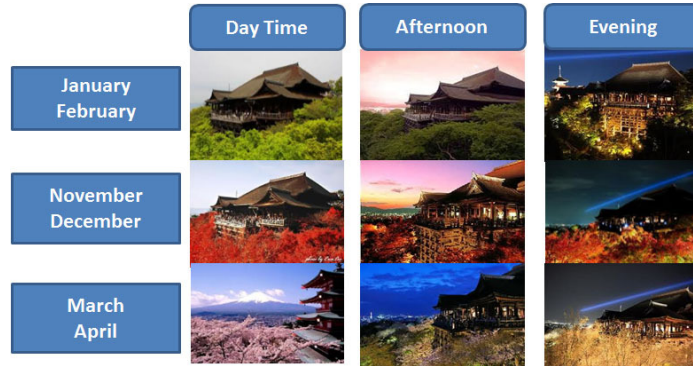 Day Time
Afternoon
Evening
January
February
November
December
March
April